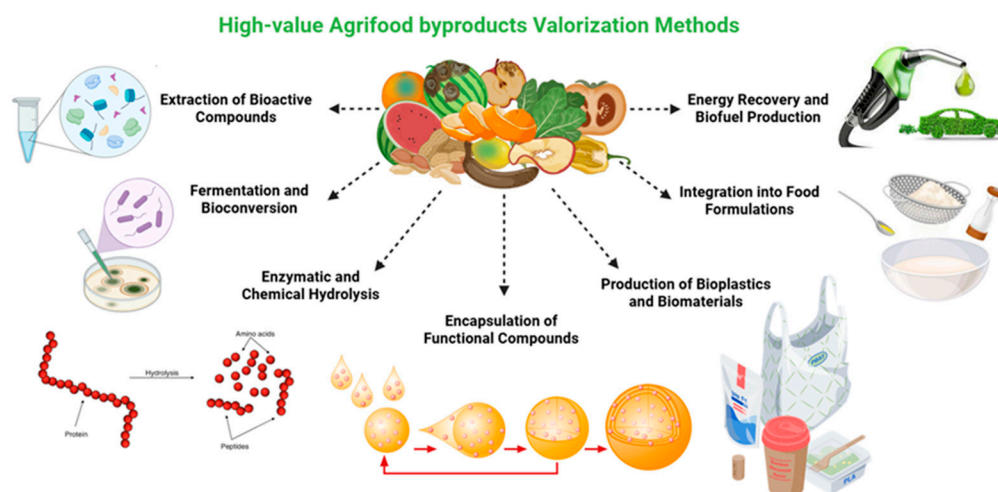 High-value Agrifood byproducts Valorization Methods
Extraction of Bioactive
Compounds
Energy Recovery and
Biofuel Production
Fermentation and
Bioconversion
Integration into Food
Formulations
Enzymatic and
Chemical Hydrolysis
Production of Bioplastics
and Biomaterials
Encapsulation of
Functional Compounds
Amino acids
Hydrolysis
Protein
Peptides
PBAT
PLA